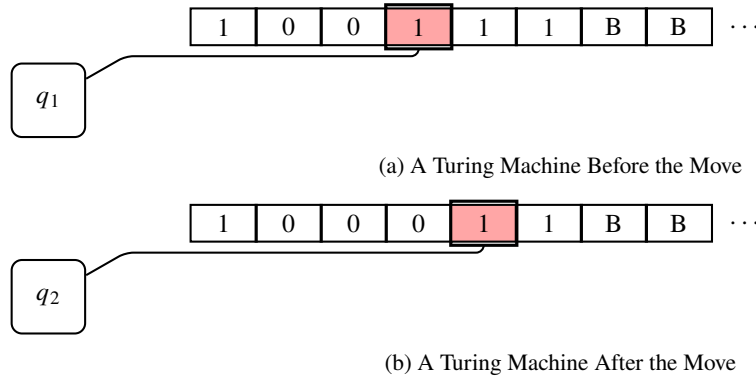 1 0 0 1 1 1 B B ···
q1
(a) A Turing Machine Before the Move
1 0 0 0 1 1 B B ···
q2
(b) A Turing Machine After the Move